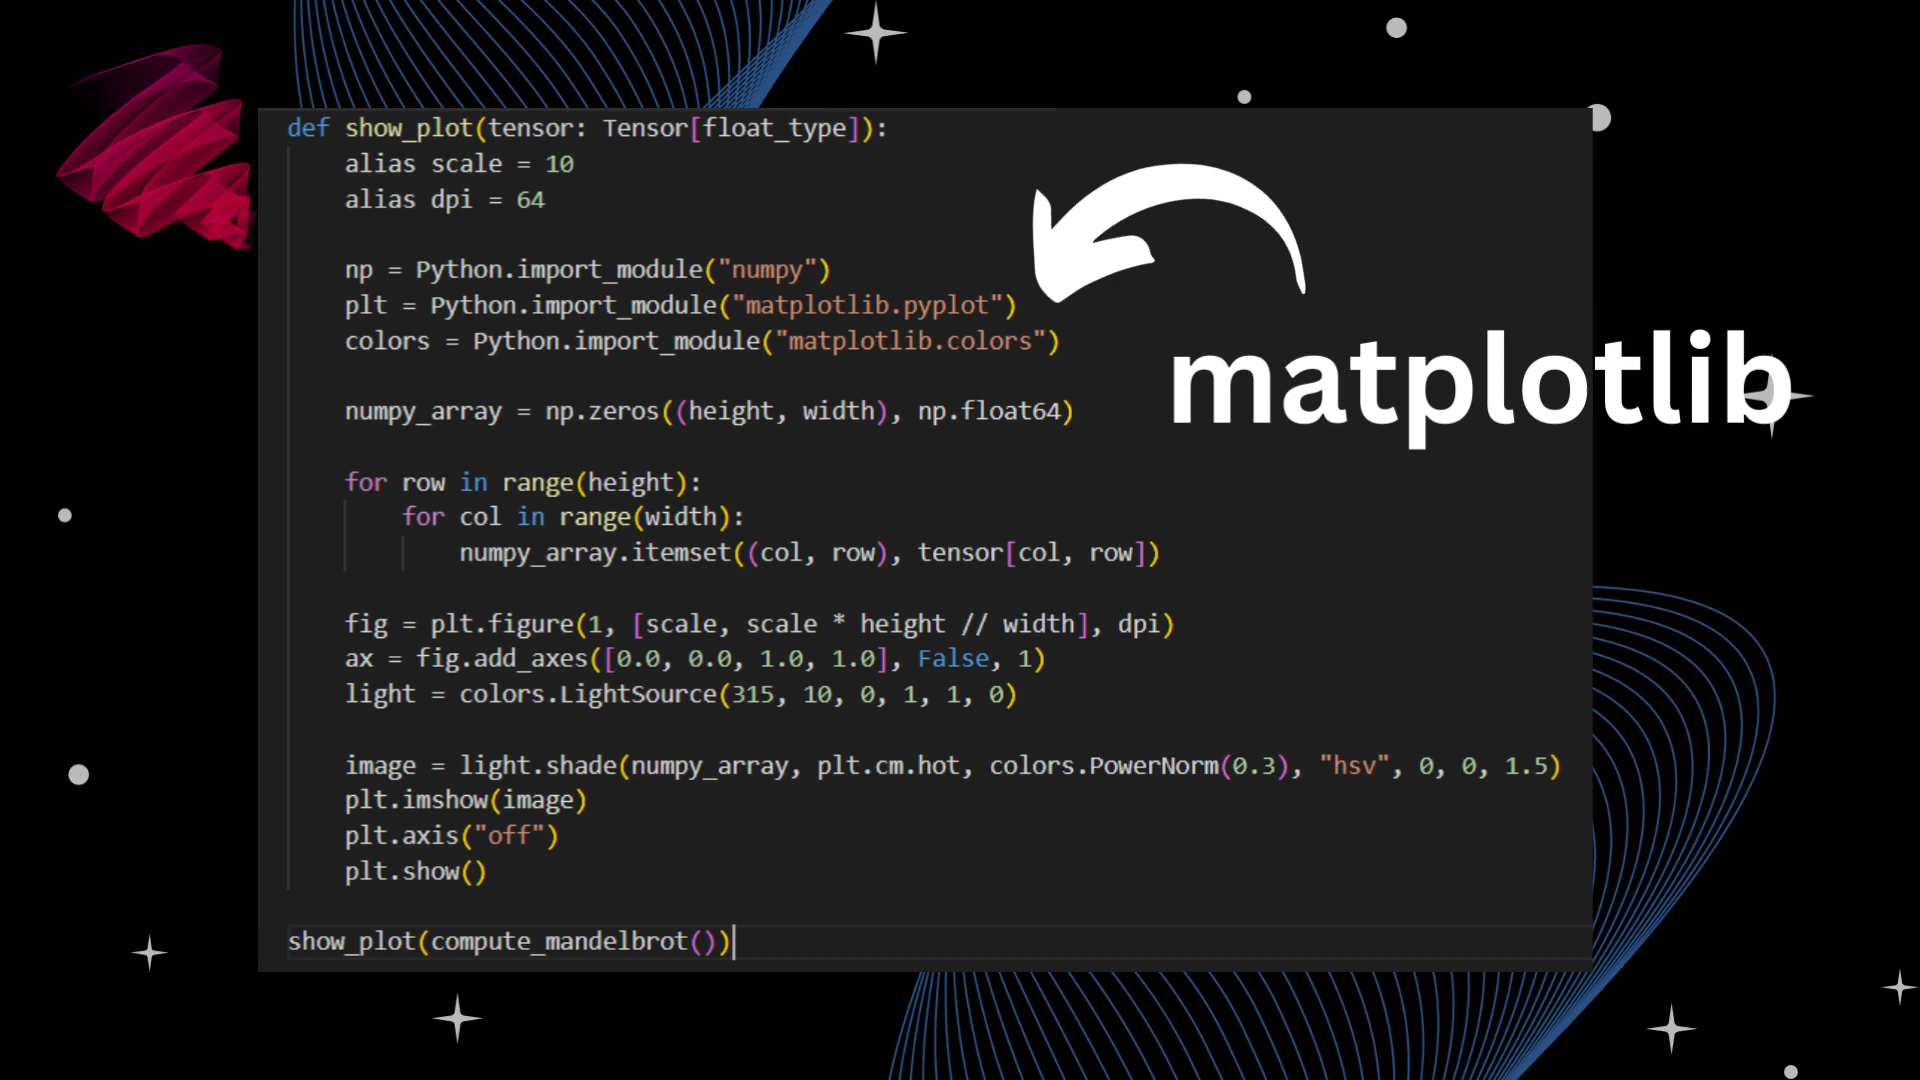 def show_plot(tensor: Tensor[float_type]):
alias scale = 10
alias dpi = 64
np = Python.import_module("numpy")
plt = Python.import_module("matplotlib.pyplot")
colors = Python.import_module("matplotlib.colors")
matplotlib
numpy_array = np.zeros((height, width), np.float64)
for row in range(height):
for col in range(width):
numpy_array.itemset((col, row), tensor[col, row])
fig = plt.figure(1, [scale, scale * height // width], dpi)
ax = fig.add_axes([0.0, 0.0, 1.0, 1.0], False, 1)
light = colors.LightSource(315, 10, 0, 1, 1, 0)
image = light.shade(numpy_array, plt.cm.hot, colors.PowerNorm(0.3), "hsv", 0, 0, 1.5)
plt.imshow(image)
plt.axis("off")
plt.show()
show_plot(compute_mandelbrot())